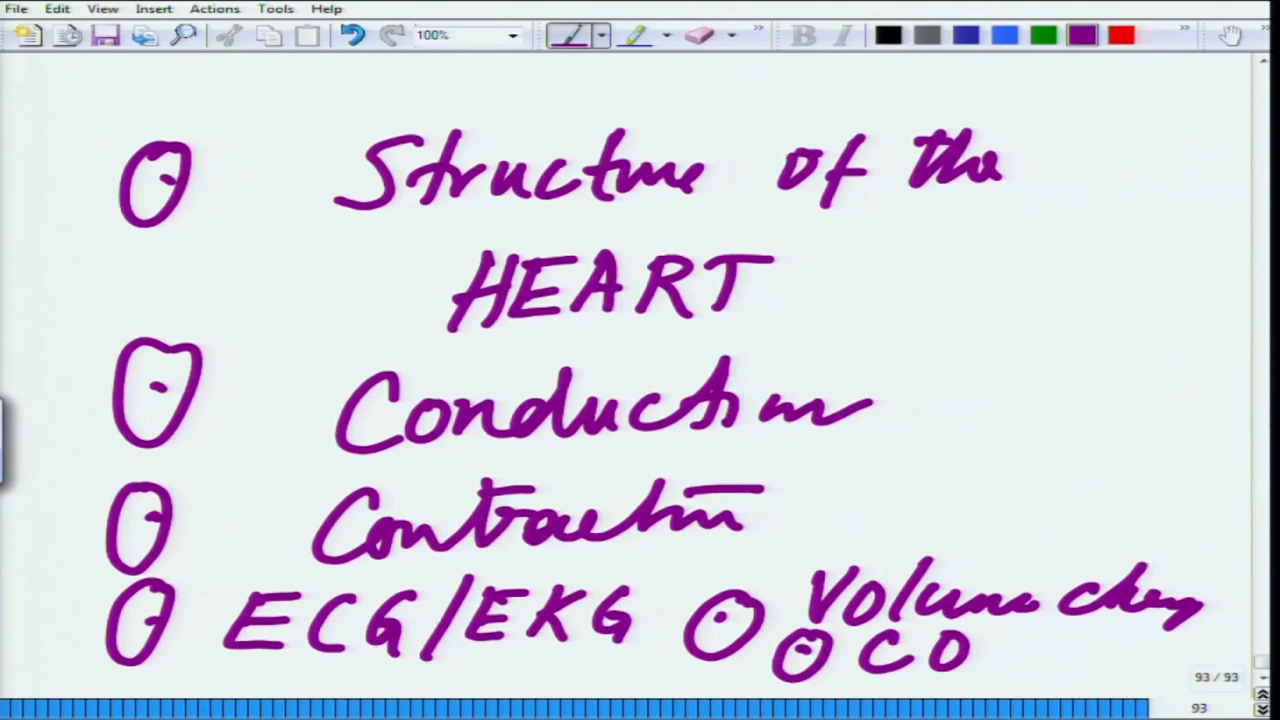 File Edit View Insert Actions Tools Help
100%
B I
Structure of the
HEART
Conduction
Contraction
ECG/EKG Volume
CO
93 / 93
93